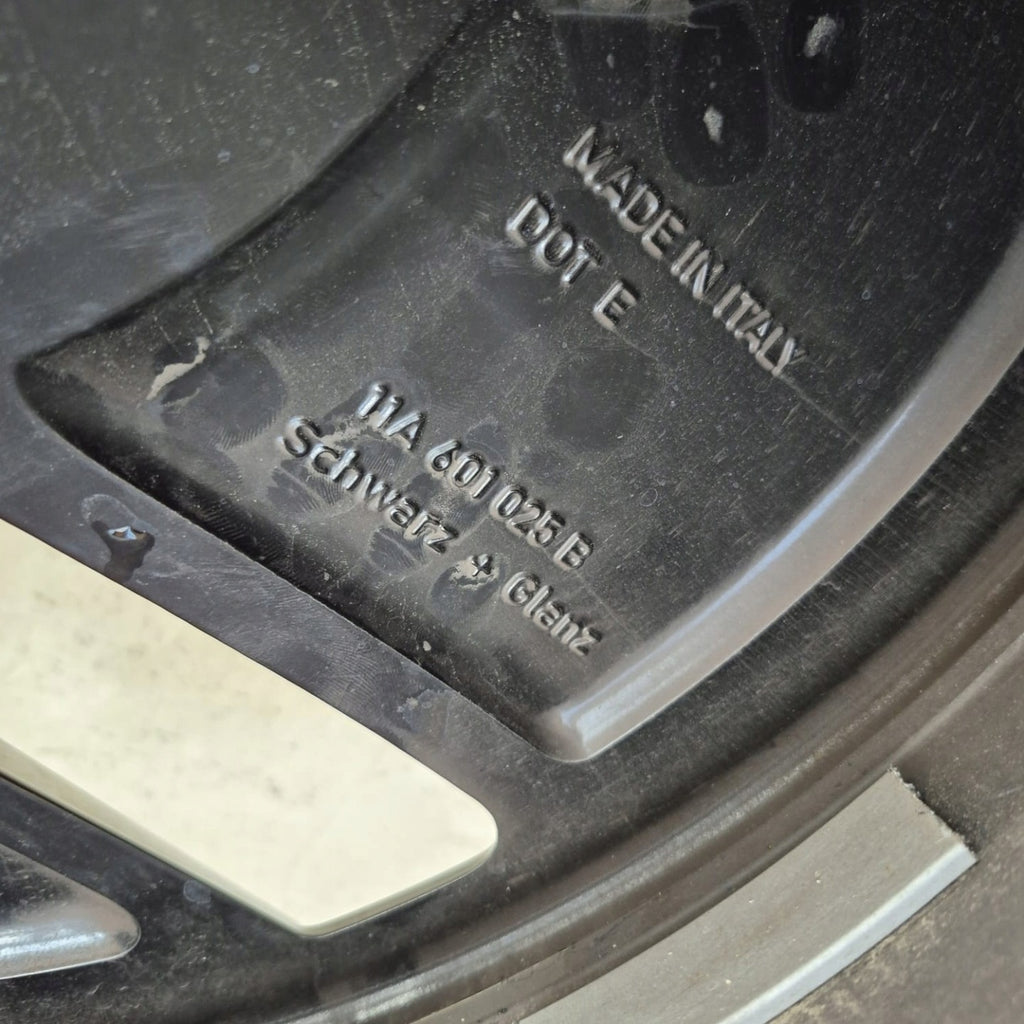 MADE IN ITALY
DOT E
11A 601 025 B
Schwarz + Glanz